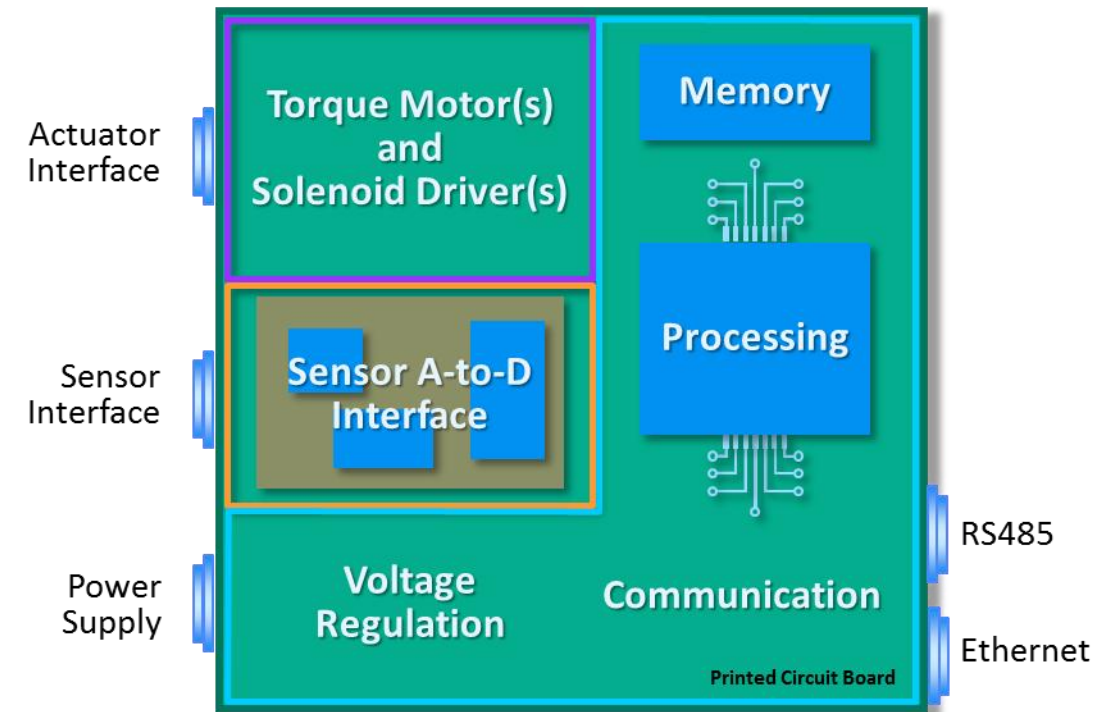 Actuator
Interface
Sensor
Interface
Power
Supply
Torque Motor(s)
and
Solenoid Driver(s)
Sensor A-to-D
Interface
Voltage
Regulation
Memory
Processing
Communication
Printed Circuit Board
RS485
Ethernet